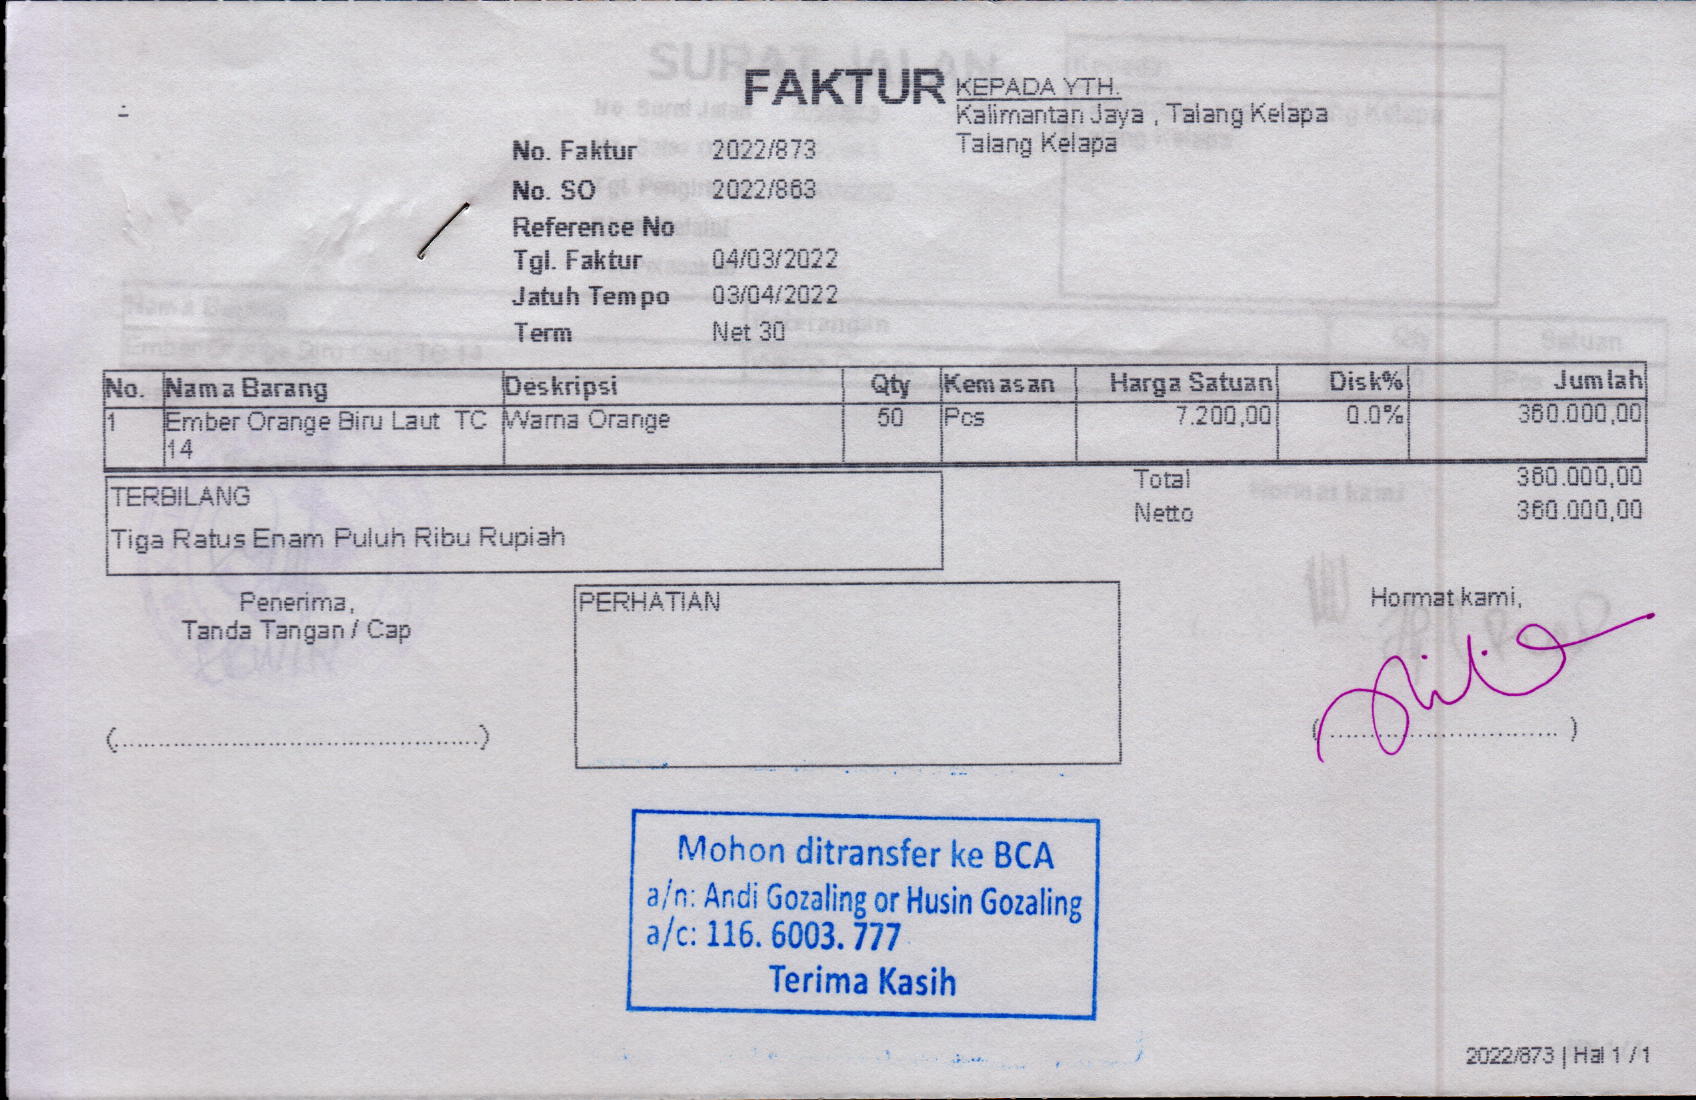 FAKTUR
KEPADA YTH.
Kalimantan Jaya , Talang Kelapa
Talang Kelapa
No. Faktur 2022/873
No. SO 2022/863
Reference No
Tgl. Faktur 04/03/2022
Jatuh Tempo 03/04/2022
Term Net 30
No. Nama Barang Deskripsi Qty Kemasan Harga Satuan Disk% Jumlah
1 Ember Orange Biru Laut TC 14 Warna Orange 50 Pcs 7.200,00 0.0% 360.000,00
Total 360.000,00
Netto 360.000,00
TERBILANG
Tiga Ratus Enam Puluh Ribu Rupiah
Penerima,
Tanda Tangan / Cap
PERHATIAN
Hormat kami,
(...............................................)
(.............................. )
Mohon ditransfer ke BCA
a/n: Andi Gozaling or Husin Gozaling
a/c: 116. 6003. 777
Terima Kasih
2022/873 | Hal 1 / 1